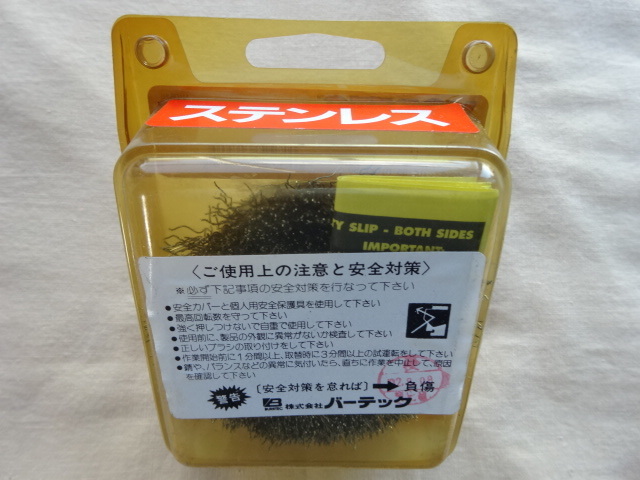 ステンレス
Y SLIP - BOTH SIDES
IMPORTANT
〈ご使用上の注意と安全対策〉
※必ず下記事項の安全対策を行なって下さい
●安全カバーと個人用安全保護具を使用して下さい
●最高回転数を守って下さい
●強く押しつけないで自重で使用して下さい
●使用前に、製品の外観に異常がないか検査して下さい
●正しいブラシの取り付けをして下さい
●作業開始前に1分間以上、取替時に3分間以上の試運転をして下さい
●錆や、バランスなどの異常に気付いたら、直ちに作業を中止して、原因
を確認して下さい
警告
〔安全対策を怠れば〕➡負傷
株式会社 バーテック